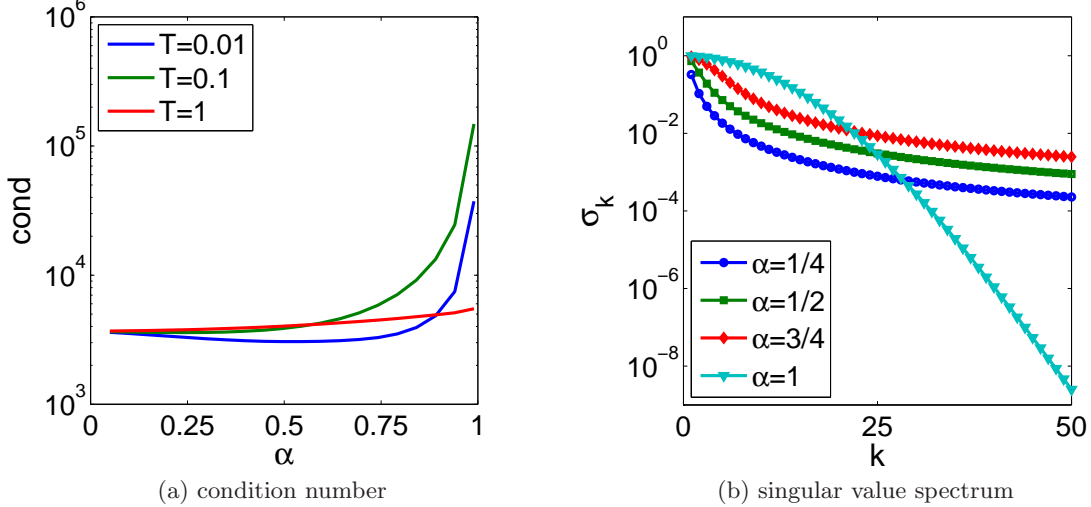 10^6
10^5
10^4
10^3
cond
T=0.01
T=0.1
T=1
0 0.25 0.5 0.75 1
α
(a) condition number
10^0
10^−2
10^−4
10^−6
10^−8
σ_k
α=1/4
α=1/2
α=3/4
α=1
0 25 50
k
(b) singular value spectrum